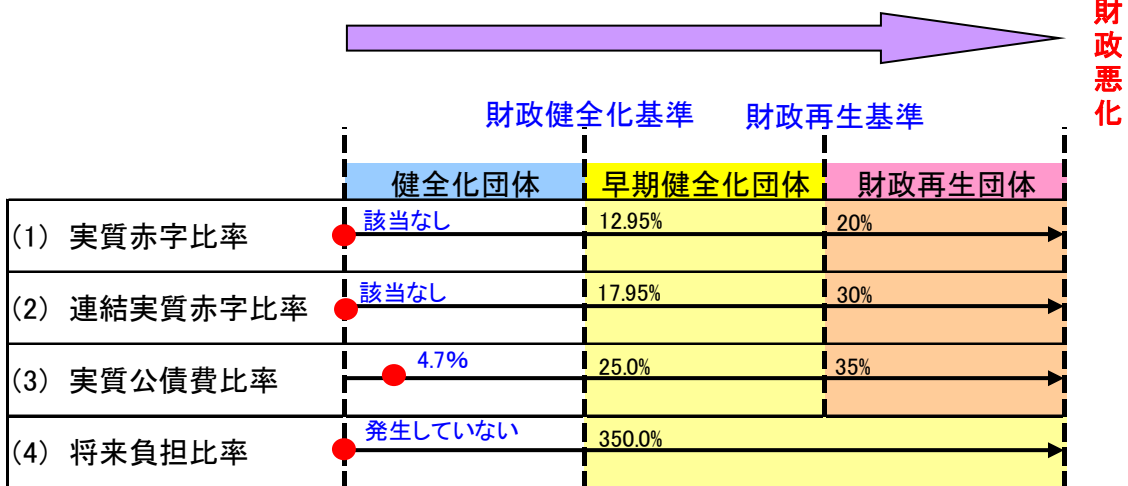 財政悪化
財政健全化基準 財政再生基準
健全化団体 早期健全化団体 財政再生団体
(1) 実質赤字比率 該当なし 12.95% 20%
(2) 連結実質赤字比率 該当なし 17.95% 30%
(3) 実質公債費比率 4.7% 25.0% 35%
(4) 将来負担比率 発生していない 350.0%